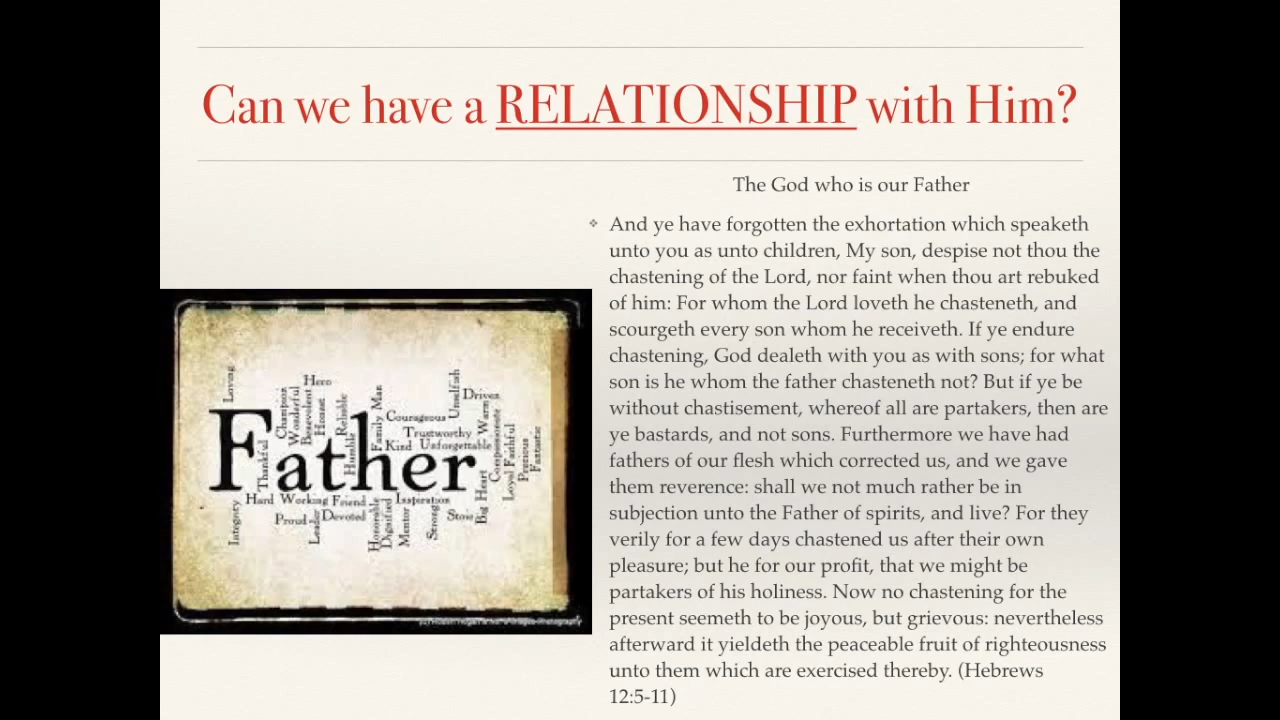 Can we have a RELATIONSHIP with Him?
The God who is our Father
And ye have forgotten the exhortation which speaketh
unto you as unto children, My son, despise not thou the
chastening of the Lord, nor faint when thou art rebuked
of him: For whom the Lord loveth he chasteneth, and
scourgeth every son whom he receiveth. If ye endure
chastening, God dealeth with you as with sons; for what
son is he whom the father chasteneth not? But if ye be
without chastisement, whereof all are partakers, then are
ye bastards, and not sons. Furthermore we have had
fathers of our flesh which corrected us, and we gave
them reverence: shall we not much rather be in
subjection unto the Father of spirits, and live? For they
verily for a few days chastened us after their own
pleasure; but he for our profit, that we might be
partakers of his holiness. Now no chastening for the
present seemeth to be joyous, but grievous: nevertheless
afterward it yieldeth the peaceable fruit of righteousness
unto them which are exercised thereby. (Hebrews
12:5-11)
Father
Loving
Hero
Champion
Wonderful
Benevolent
Honest
Reliable
Humble
Thankful
Family Man
Unselfish
Driven
Courageous
Warm
Trustworthy
Kind
Unforgettable
Compassionate
Loyal
Faithful
Precious
Fantastic
Hard Working
Friend
Inspiration
Integrity
Proud
Leader
Devoted
Honorable
Dignified
Mentor
Strong
Stoic
Big Heart